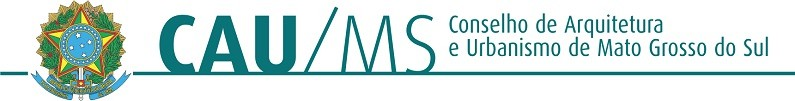 CAU/MS
Conselho de Arquitetura
e Urbanismo de Mato Grosso do Sul